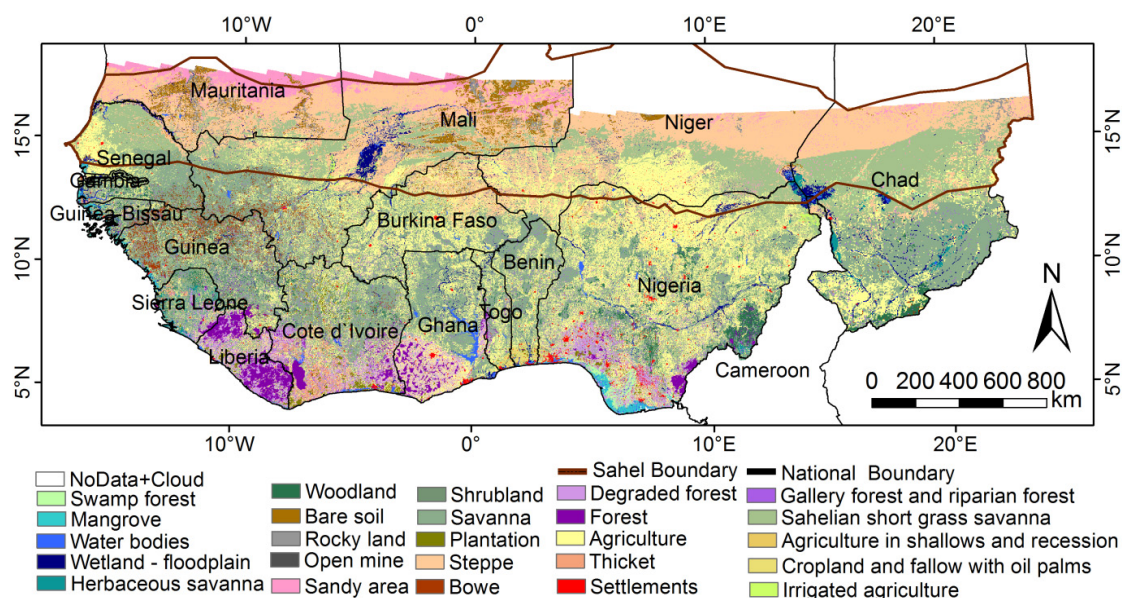 10°W 0° 10°E 20°E
Mauritania
Mali
Niger
15°N 15°N
Senegal
Gambia
Chad
Guinea Bissau
Burkina Faso
Guinea
Benin
10°N 10°N
Nigeria
N
Sierra Leone
Togo
Cote d`Ivoire
Ghana
Liberia
Cameroon
5°N 5°N
0 200 400 600 800
km
10°W 0° 10°E 20°E
NoData+Cloud
Swamp forest
Mangrove
Water bodies
Wetland - floodplain
Herbaceous savanna
Woodland
Bare soil
Rocky land
Open mine
Sandy area
Shrubland
Savanna
Plantation
Steppe
Bowe
Sahel Boundary
Degraded forest
Forest
Agriculture
Thicket
Settlements
National Boundary
Gallery forest and riparian forest
Sahelian short grass savanna
Agriculture in shallows and recession
Cropland and fallow with oil palms
Irrigated agriculture